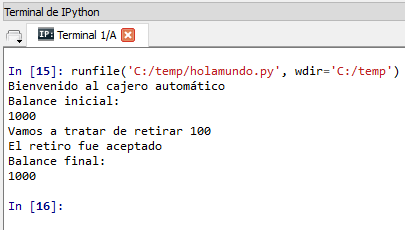 Terminal de IPython
IP: Terminal 1/A
In [15]: runfile('C:/temp/holamundo.py', wdir='C:/temp')
Bienvenido al cajero automático
Balance inicial:
1000
Vamos a tratar de retirar 100
El retiro fue aceptado
Balance final:
1000
In [16]: